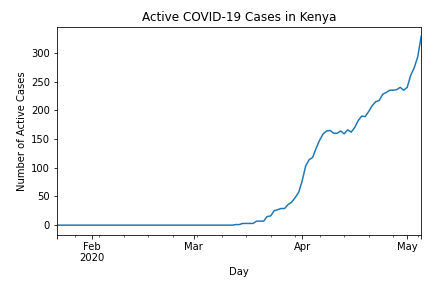 Active COVID-19 Cases in Kenya
Number of Active Cases
300
250
200
150
100
50
0
Feb
2020
Mar
Apr
May
Day